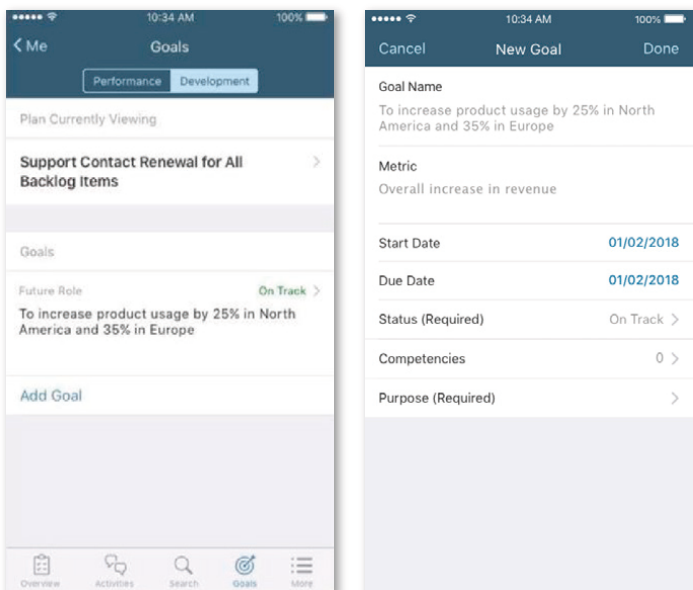 10:34 AM
100%
Me
Goals
Performance
Development
Plan Currently Viewing
Support Contact Renewal for All
Backlog Items
Goals
Future Role
On Track
To increase product usage by 25% in North
America and 35% in Europe
Add Goal
Overview
Activities
Search
Goals
More
10:34 AM
100%
Cancel
New Goal
Done
Goal Name
To increase product usage by 25% in North
America and 35% in Europe
Metric
Overall increase in revenue
Start Date
01/02/2018
Due Date
01/02/2018
Status (Required)
On Track
Competencies
0
Purpose (Required)